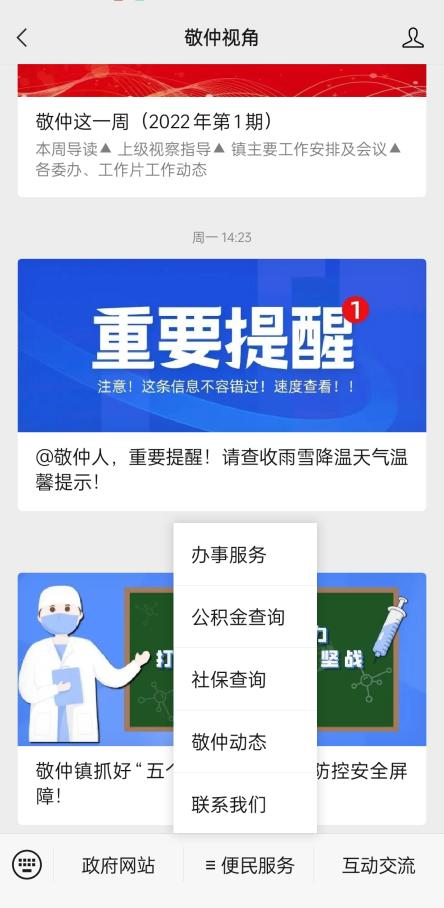 敬仲视角
敬仲这一周（2022年第1期）
本周导读▲ 上级视察指导▲ 镇主要工作安排及会议▲
各委办、工作片工作动态
周一 14:23
重要提醒
1
注意！这条信息不容错过！速度查看！！
@敬仲人，重要提醒！请查收雨雪降温天气温
馨提示！
打
坚战
敬仲镇抓好“五个
防控安全屏
障！
办事服务
公积金查询
社保查询
敬仲动态
联系我们
政府网站
≡ 便民服务
互动交流